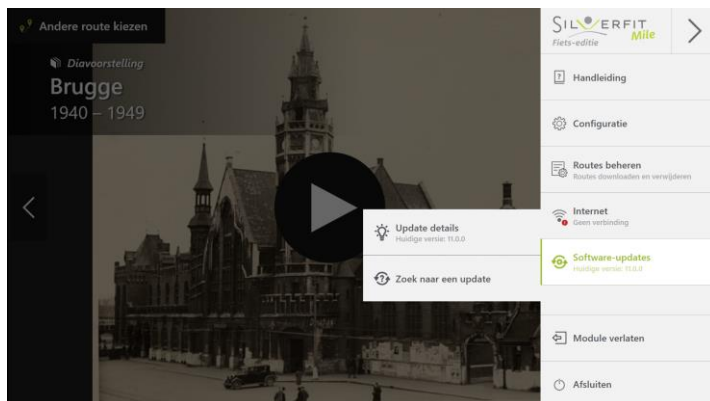 Andere route kiezen
Diavoorstelling
Brugge
1940 – 1949
SILVERFIT
Mile
Fiets-editie
Handleiding
Configuratie
Routes beheren
Routes downloaden en verwijderen
Internet
Geen verbinding
Software-updates
Huidige versie: 11.0.0
Update details
Huidige versie: 11.0.0
Zoek naar een update
Module verlaten
Afsluiten